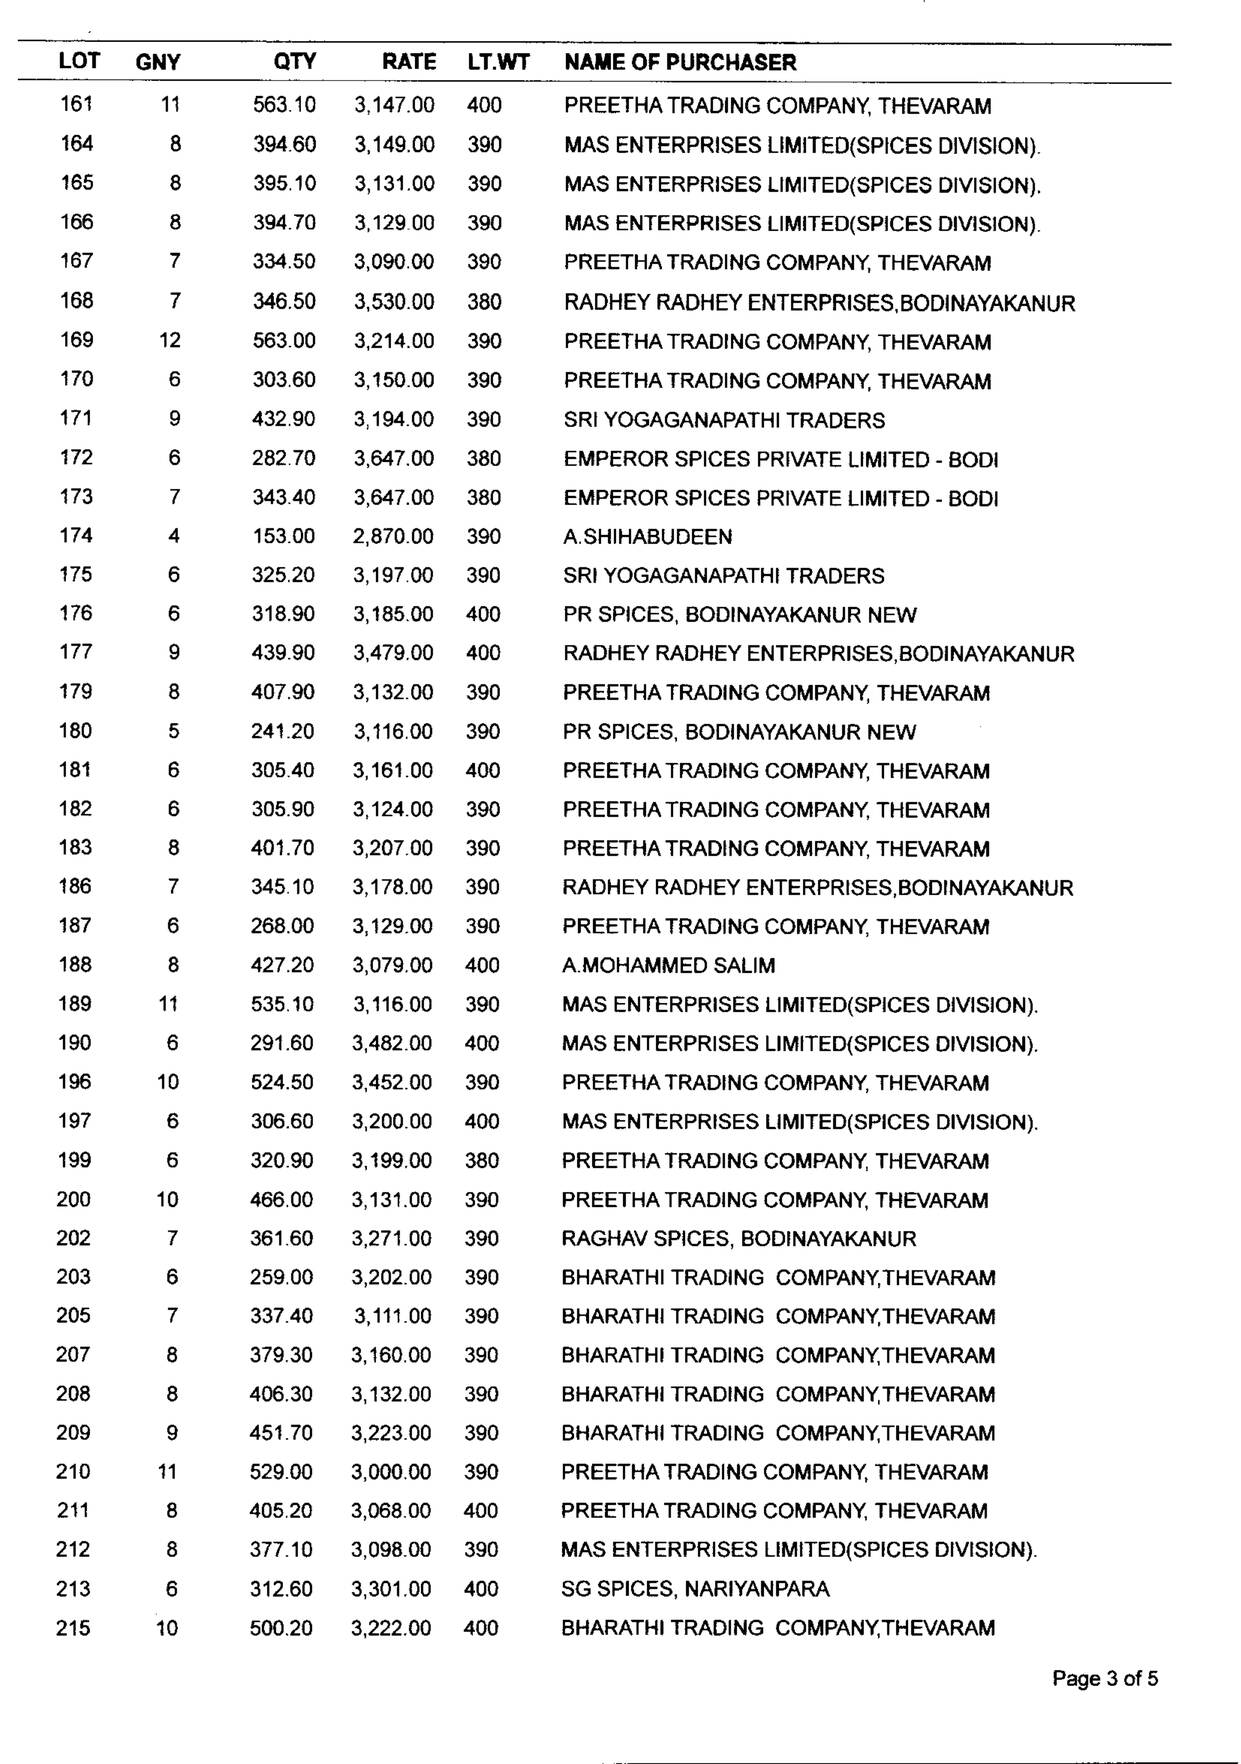 LOT GNY QTY RATE LT.WT NAME OF PURCHASER
161 11 563.10 3,147.00 400 PREETHA TRADING COMPANY, THEVARAM
164 8 394.60 3,149.00 390 MAS ENTERPRISES LIMITED(SPICES DIVISION).
165 8 395.10 3,131.00 390 MAS ENTERPRISES LIMITED(SPICES DIVISION).
166 8 394.70 3,129.00 390 MAS ENTERPRISES LIMITED(SPICES DIVISION).
167 7 334.50 3,090.00 390 PREETHA TRADING COMPANY, THEVARAM
168 7 346.50 3,530.00 380 RADHEY RADHEY ENTERPRISES,BODINAYAKANUR
169 12 563.00 3,214.00 390 PREETHA TRADING COMPANY, THEVARAM
170 6 303.60 3,150.00 390 PREETHA TRADING COMPANY, THEVARAM
171 9 432.90 3,194.00 390 SRI YOGAGANAPATHI TRADERS
172 6 282.70 3,647.00 380 EMPEROR SPICES PRIVATE LIMITED - BODI
173 7 343.40 3,647.00 380 EMPEROR SPICES PRIVATE LIMITED - BODI
174 4 153.00 2,870.00 390 A.SHIHABUDEEN
175 6 325.20 3,197.00 390 SRI YOGAGANAPATHI TRADERS
176 6 318.90 3,185.00 400 PR SPICES, BODINAYAKANUR NEW
177 9 439.90 3,479.00 400 RADHEY RADHEY ENTERPRISES,BODINAYAKANUR
179 8 407.90 3,132.00 390 PREETHA TRADING COMPANY, THEVARAM
180 5 241.20 3,116.00 390 PR SPICES, BODINAYAKANUR NEW
181 6 305.40 3,161.00 400 PREETHA TRADING COMPANY, THEVARAM
182 6 305.90 3,124.00 390 PREETHA TRADING COMPANY, THEVARAM
183 8 401.70 3,207.00 390 PREETHA TRADING COMPANY, THEVARAM
186 7 345.10 3,178.00 390 RADHEY RADHEY ENTERPRISES,BODINAYAKANUR
187 6 268.00 3,129.00 390 PREETHA TRADING COMPANY, THEVARAM
188 8 427.20 3,079.00 400 A.MOHAMMED SALIM
189 11 535.10 3,116.00 390 MAS ENTERPRISES LIMITED(SPICES DIVISION).
190 6 291.60 3,482.00 400 MAS ENTERPRISES LIMITED(SPICES DIVISION).
196 10 524.50 3,452.00 390 PREETHA TRADING COMPANY, THEVARAM
197 6 306.60 3,200.00 400 MAS ENTERPRISES LIMITED(SPICES DIVISION).
199 6 320.90 3,199.00 380 PREETHA TRADING COMPANY, THEVARAM
200 10 466.00 3,131.00 390 PREETHA TRADING COMPANY, THEVARAM
202 7 361.60 3,271.00 390 RAGHAV SPICES, BODINAYAKANUR
203 6 259.00 3,202.00 390 BHARATHI TRADING COMPANY,THEVARAM
205 7 337.40 3,111.00 390 BHARATHI TRADING COMPANY,THEVARAM
207 8 379.30 3,160.00 390 BHARATHI TRADING COMPANY,THEVARAM
208 8 406.30 3,132.00 390 BHARATHI TRADING COMPANY,THEVARAM
209 9 451.70 3,223.00 390 BHARATHI TRADING COMPANY,THEVARAM
210 11 529.00 3,000.00 390 PREETHA TRADING COMPANY, THEVARAM
211 8 405.20 3,068.00 400 PREETHA TRADING COMPANY, THEVARAM
212 8 377.10 3,098.00 390 MAS ENTERPRISES LIMITED(SPICES DIVISION).
213 6 312.60 3,301.00 400 SG SPICES, NARIYANPARA
215 10 500.20 3,222.00 400 BHARATHI TRADING COMPANY,THEVARAM
Page 3 of 5